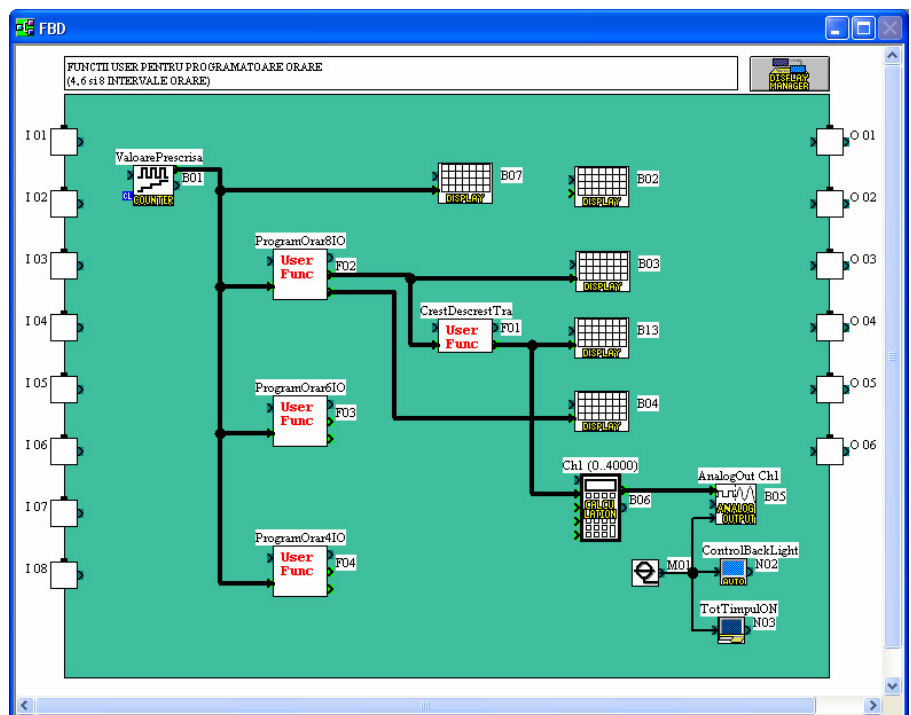 FBD
FUNCTII USER PENTRU PROGRAMATOARE ORARE
(4, 6 si 8 INTERVALE ORARE)
DISPLAY
MANAGER
I 01
O 01
ValoarePrescrisa
B01
CL
COUNTER
B07
DISPLAY
B02
DISPLAY
I 02
O 02
ProgramOrar8IO
User
Func
F02
B03
DISPLAY
I 03
O 03
CrestDescrestTra
User
Func
F01
B13
DISPLAY
I 04
O 04
ProgramOrar6IO
User
Func
F03
B04
DISPLAY
I 05
O 05
I 06
O 06
Ch1 (0..4000)
CALCU
LATION
B06
AnalogOut Ch1
ANALOG
OUTPUT
B05
I 07
ProgramOrar4IO
User
Func
F04
I 08
M01
ControlBackLight
N02
AUTO
TotTimpulON
N03